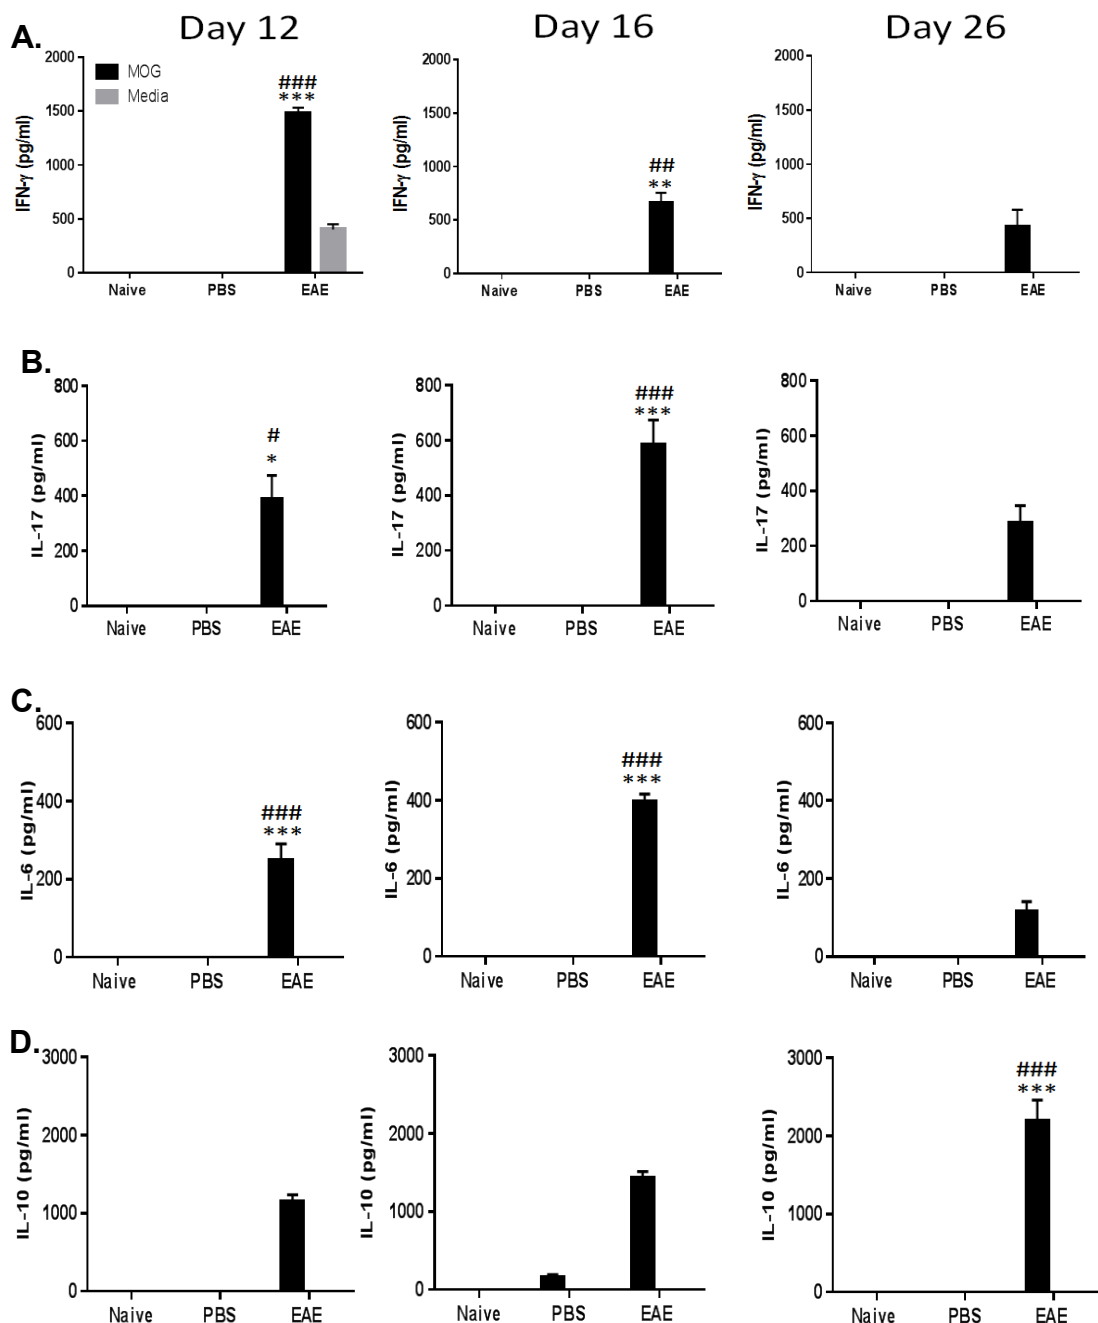 A.
Day 12
Day 16
Day 26
2000
1500
1000
500
0
IFN-γ (pg/ml)
MOG
Media
###
***
Naive PBS EAE
2000
1500
1000
500
0
IFN-γ (pg/ml)
##
**
Naive PBS EAE
2000
1500
1000
500
0
IFN-γ (pg/ml)
Naive PBS EAE
B.
800
600
400
200
0
IL-17 (pg/ml)
#
*
Naive PBS EAE
800
600
400
200
0
IL-17 (pg/ml)
###
***
Naive PBS EAE
800
600
400
200
0
IL-17 (pg/ml)
Naive PBS EAE
C.
600
400
200
0
IL-6 (pg/ml)
###
***
Naive PBS EAE
600
400
200
0
IL-6 (pg/ml)
###
***
Naive PBS EAE
600
400
200
0
IL-6 (pg/ml)
Naive PBS EAE
D.
3000
2000
1000
0
IL-10 (pg/ml)
Naive PBS EAE
3000
2000
1000
0
IL-10 (pg/ml)
Naive PBS EAE
3000
2000
1000
0
IL-10 (pg/ml)
###
***
Naive PBS EAE